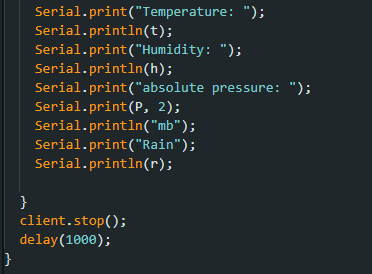 Serial.print("Temperature: ");
Serial.println(t);
Serial.print("Humidity: ");
Serial.println(h);
Serial.print("absolute pressure: ");
Serial.print(P, 2);
Serial.println("mb");
Serial.print("Rain");
Serial.println(r);
}
client.stop();
delay(1000);
}